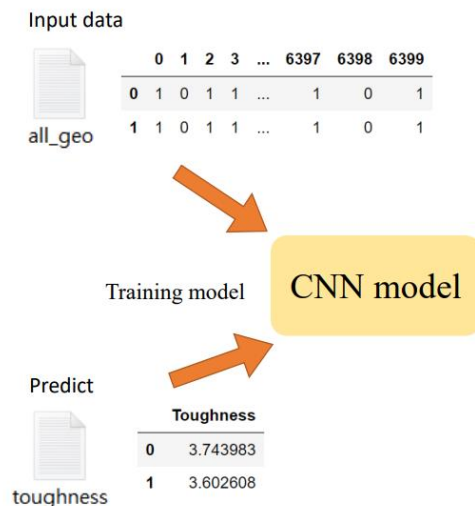 Input data
0 1 2 3 ... 6397 6398 6399
0 1 0 1 1 ... 1 0 1
1 1 0 1 1 ... 1 0 1
all_geo
Training model
CNN model
Predict
Toughness
0 3.743983
1 3.602608
toughness